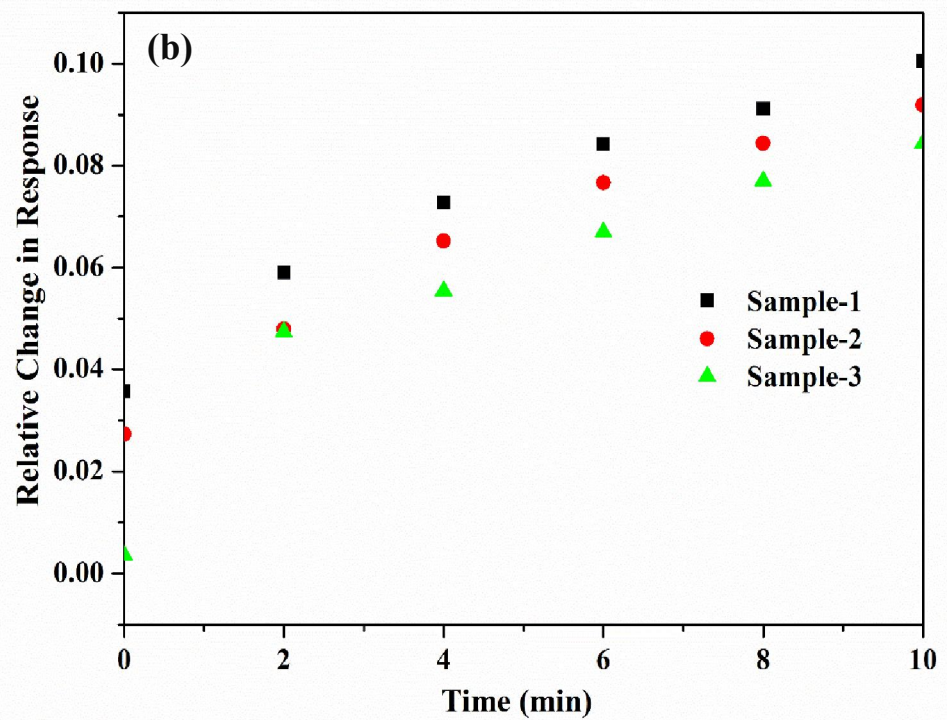 (b)
Relative Change in Response
0.10
0.08
0.06
0.04
0.02
0.00
Sample-1
Sample-2
Sample-3
0 2 4 6 8 10
Time (min)